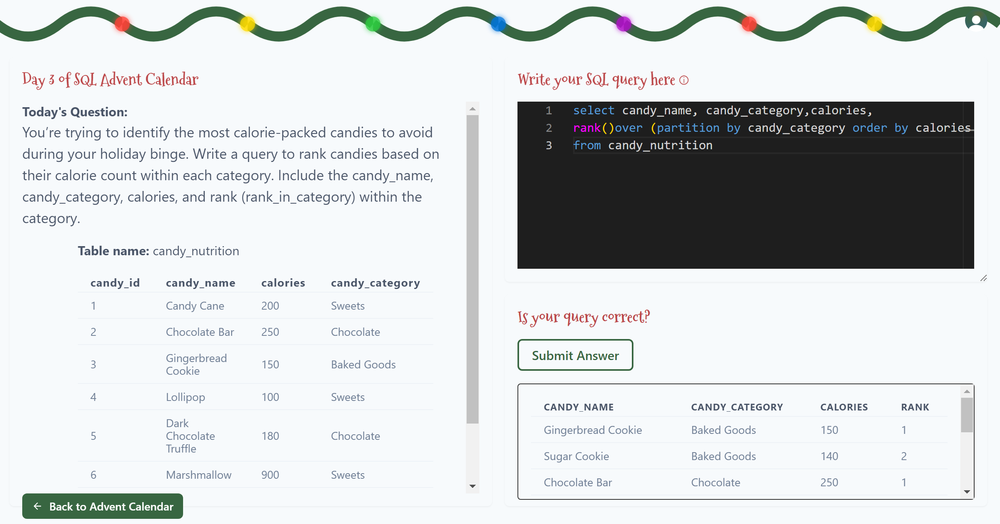 Day 3 of SQL Advent Calendar
Today's Question:
You’re trying to identify the most calorie-packed candies to avoid
during your holiday binge. Write a query to rank candies based on
their calorie count within each category. Include the candy_name,
candy_category, calories, and rank (rank_in_category) within the
category.
Table name: candy_nutrition
candy_id candy_name calories candy_category
1 Candy Cane 200 Sweets
2 Chocolate Bar 250 Chocolate
3 Gingerbread Cookie 150 Baked Goods
4 Lollipop 100 Sweets
5 Dark Chocolate Truffle 180 Chocolate
6 Marshmallow 900 Sweets
← Back to Advent Calendar
Write your SQL query here
1 select candy_name, candy_category,calories,
2 rank()over (partition by candy_category order by calories
3 from candy_nutrition
Is your query correct?
Submit Answer
CANDY_NAME CANDY_CATEGORY CALORIES RANK
Gingerbread Cookie Baked Goods 150 1
Sugar Cookie Baked Goods 140 2
Chocolate Bar Chocolate 250 1